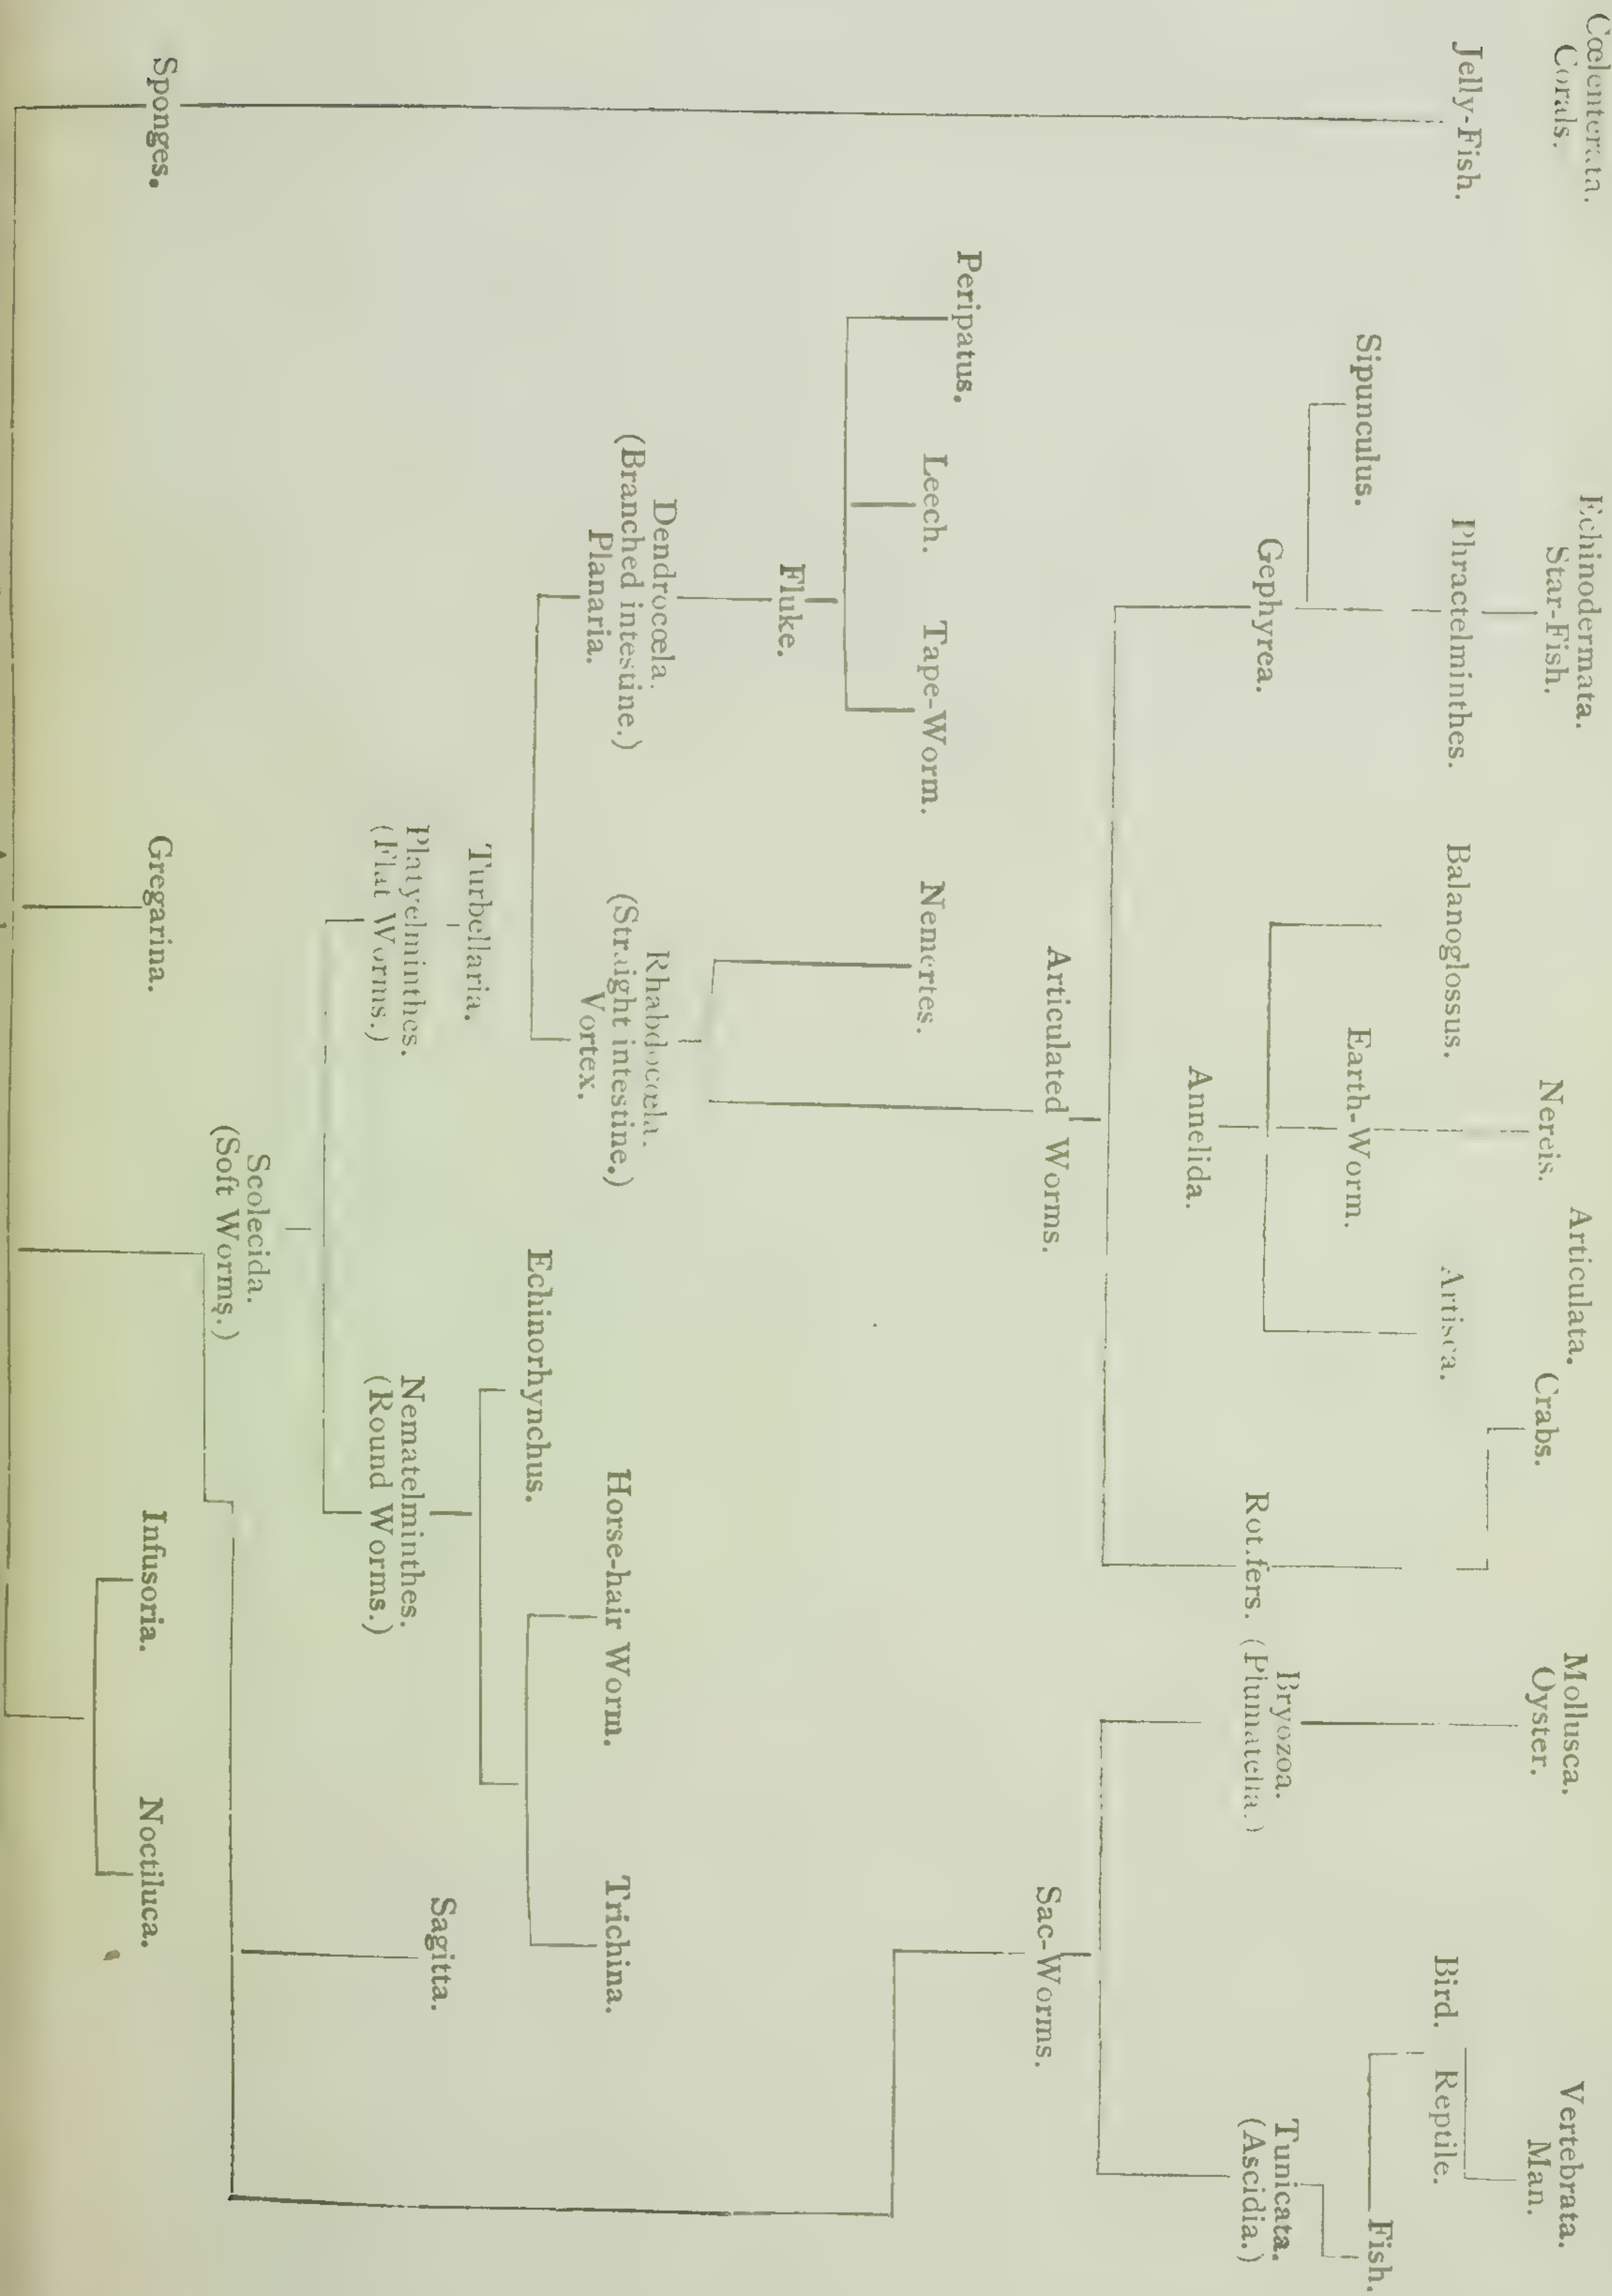 Cœlenterata.
Corals.
Echinodermata.
Star-Fish.
Articulata.
Nereis.
Crabs.
Mollusca.
Oyster.
Vertebrata.
Man.
Jelly-Fish.
Phractelminthes.
Balanoglossus.
Artisca.
Bird.
Reptile.
Sipunculus.
Earth-Worm.
Fish.
Gephyrea.
Annelida.
Rotifers.
Bryozoa.
(Plumatella.)
Tunicata.
(Ascidia.)
Articulated Worms.
Sac-Worms.
Peripatus.
Leech.
Tape-Worm.
Nemertes.
Fluke.
Dendrocœla.
(Branched intestine.)
Planaria.
Rhabdocœla.
(Straight intestine.)
Vortex.
Horse-hair Worm.
Trichina.
Echinorhynchus.
Turbellaria.
Platyelminthes.
(Flat Worms.)
Nematelminthes.
(Round Worms.)
Sagitta.
Scolecida.
(Soft Worms.)
Sponges.
Gregarina.
Infusoria.
Noctiluca.